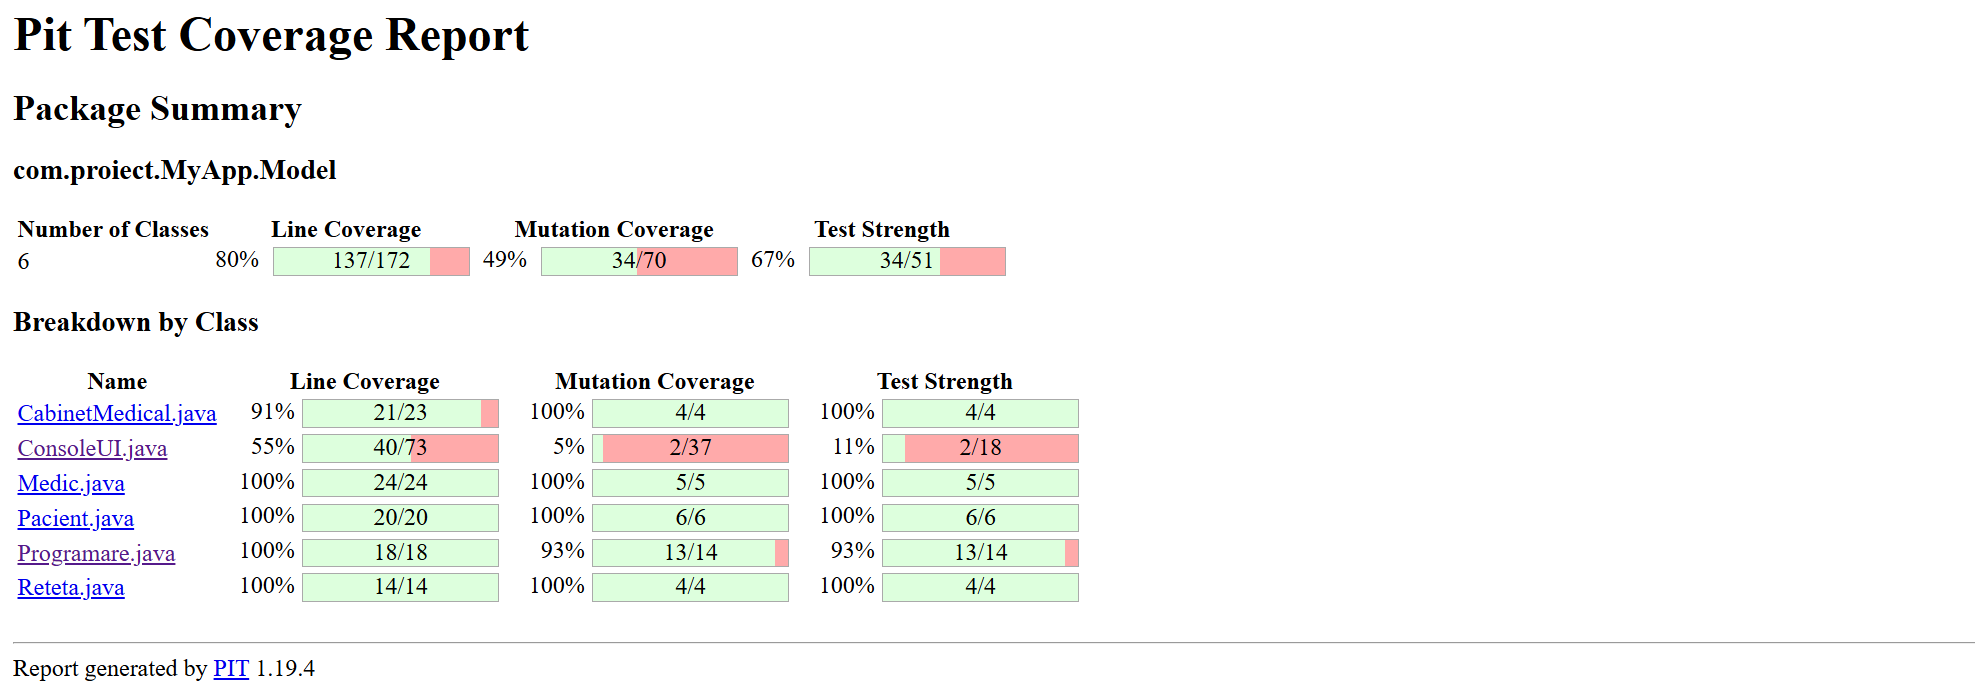 Pit Test Coverage Report
Package Summary
com.proiect.MyApp.Model
Number of Classes Line Coverage Mutation Coverage Test Strength
6 80% 137/172 49% 34/70 67% 34/51
Breakdown by Class
Name Line Coverage Mutation Coverage Test Strength
CabinetMedical.java 91% 21/23 100% 4/4 100% 4/4
ConsoleUI.java 55% 40/73 5% 2/37 11% 2/18
Medic.java 100% 24/24 100% 5/5 100% 5/5
Pacient.java 100% 20/20 100% 6/6 100% 6/6
Programare.java 100% 18/18 93% 13/14 93% 13/14
Reteta.java 100% 14/14 100% 4/4 100% 4/4
Report generated by PIT 1.19.4